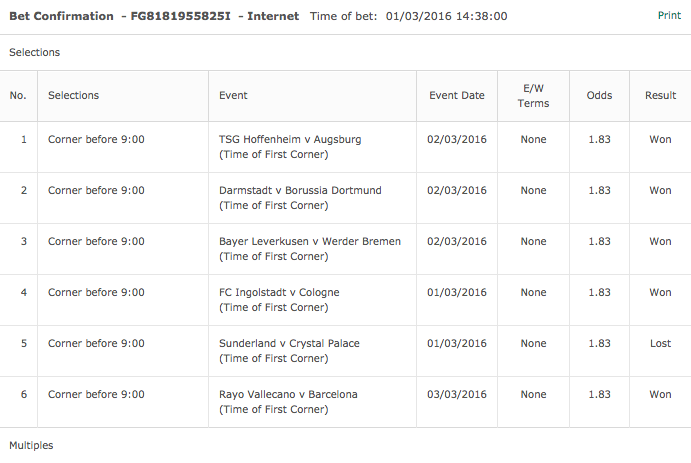 Bet Confirmation - FG8181955825I - Internet Time of bet: 01/03/2016 14:38:00 Print
Selections
No. Selections Event Event Date E/W Terms Odds Result
1 Corner before 9:00 TSG Hoffenheim v Augsburg 02/03/2016 None 1.83 Won
(Time of First Corner)
2 Corner before 9:00 Darmstadt v Borussia Dortmund 02/03/2016 None 1.83 Won
(Time of First Corner)
3 Corner before 9:00 Bayer Leverkusen v Werder Bremen 02/03/2016 None 1.83 Won
(Time of First Corner)
4 Corner before 9:00 FC Ingolstadt v Cologne 01/03/2016 None 1.83 Won
(Time of First Corner)
5 Corner before 9:00 Sunderland v Crystal Palace 01/03/2016 None 1.83 Lost
(Time of First Corner)
6 Corner before 9:00 Rayo Vallecano v Barcelona 03/03/2016 None 1.83 Won
(Time of First Corner)
Multiples